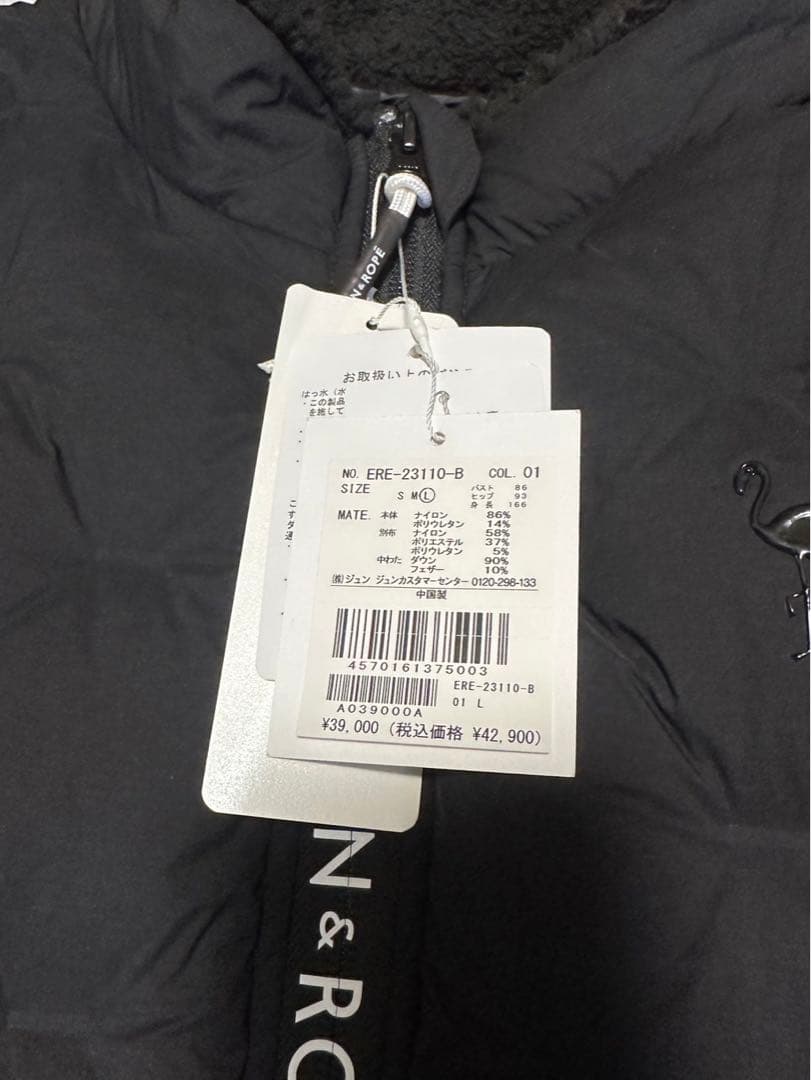 N & ROPÉ
お取扱い上の
はっ水（水
・この製品
を施して
NO. ERE-23110-B COL. 01
SIZE S M Ⓛ バスト 86
ヒップ 93
身長 166
MATE. 本体 ナイロン 86%
ポリウレタン 14%
別布 ナイロン 58%
ポリエステル 37%
ポリウレタン 5%
中わた ダウン 90%
フェザー 10%
㈱ジュン ジュンカスタマーセンター 0120-298-133
中国製
4570161375003
ERE-23110-B
01 L
A039000A
¥39,000 (税込価格 ¥42,900)
N & RO